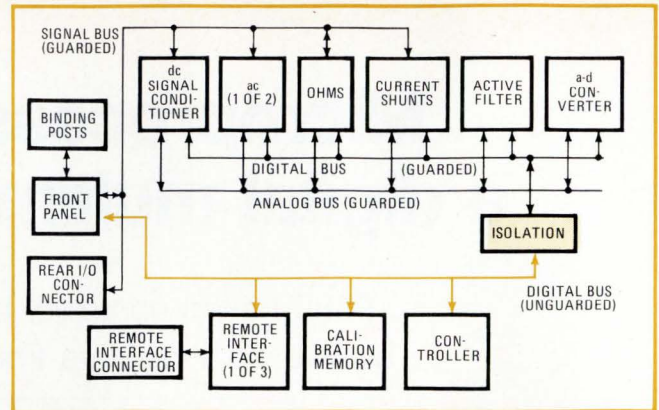 SIGNAL BUS
(GUARDED)
dc
SIGNAL
CONDI-
TIONER
ac
(1 OF 2)
OHMS
CURRENT
SHUNTS
ACTIVE
FILTER
a-d
CON-
VERTER
BINDING
POSTS
DIGITAL BUS (GUARDED)
FRONT
PANEL
ANALOG BUS (GUARDED)
ISOLATION
REAR I/O
CON-
NECTOR
DIGITAL BUS
(UNGUARDED)
REMOTE
INTERFACE
CONNECTOR
REMOTE
INTER-
FACE
(1 OF 3)
CALI-
BRATION
MEMORY
CON-
TROLLER